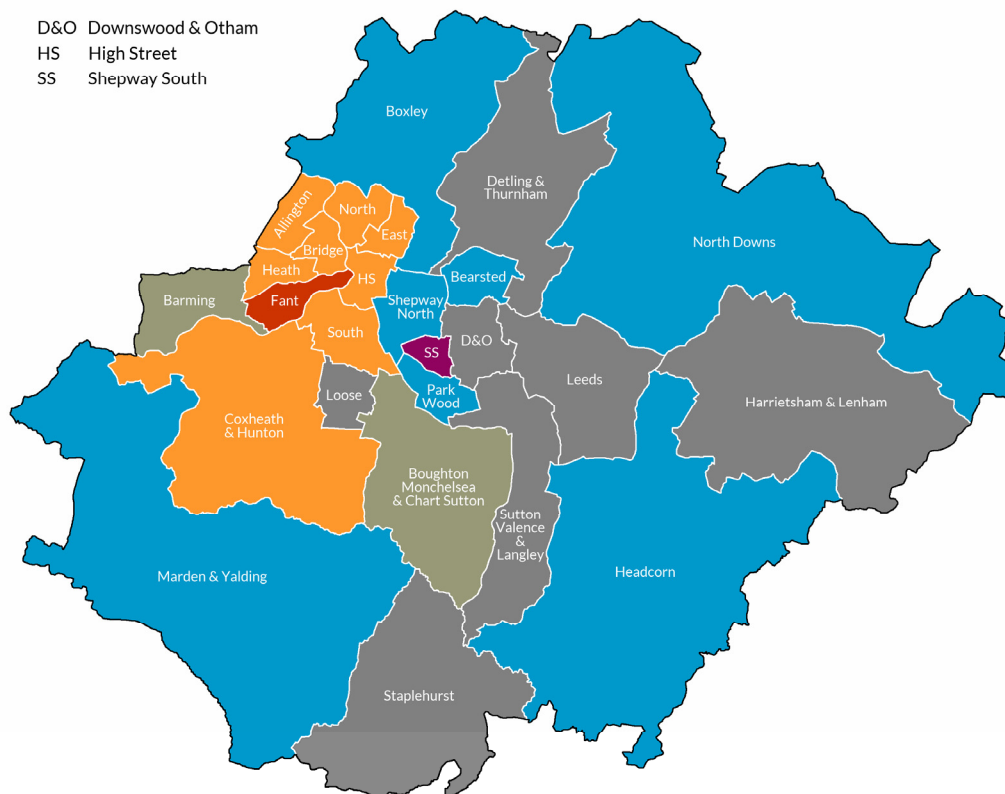 D&O Downswood & Otham
HS High Street
SS Shepway South
Boxley
Detling &
Thurnham
Allington
North
East
Bridge
North Downs
Heath
HS
Bearsted
Barming
Fant
Shepway
North
South
SS
D&O
Leeds
Loose
Park
Wood
Harrietsham & Lenham
Coxheath
& Hunton
Boughton
Monchelsea
& Chart Sutton
Sutton
Valence
&
Langley
Marden & Yalding
Headcorn
Staplehurst